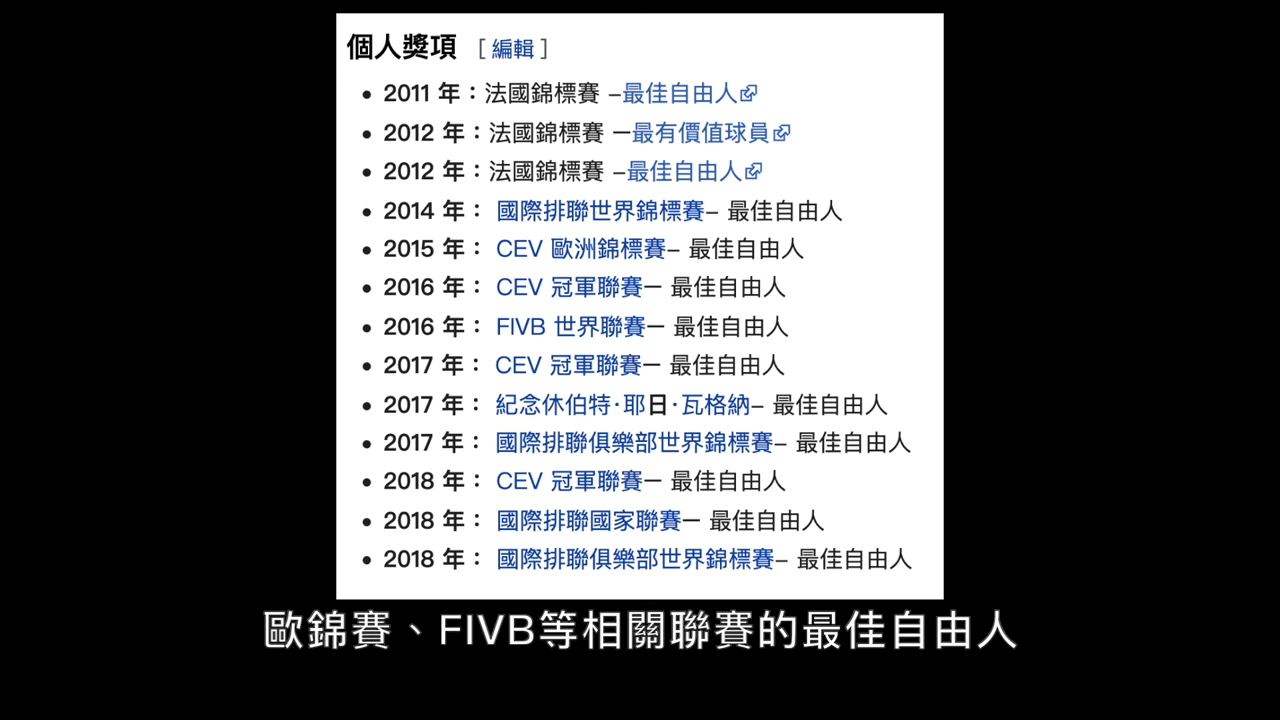 個人獎項 [ 編輯 ]
• 2011 年：法國錦標賽 –最佳自由人
• 2012 年：法國錦標賽 —最有價值球員
• 2012 年：法國錦標賽 –最佳自由人
• 2014 年： 國際排聯世界錦標賽– 最佳自由人
• 2015 年： CEV 歐洲錦標賽– 最佳自由人
• 2016 年： CEV 冠軍聯賽— 最佳自由人
• 2016 年： FIVB 世界聯賽— 最佳自由人
• 2017 年： CEV 冠軍聯賽— 最佳自由人
• 2017 年： 紀念休伯特·耶日·瓦格納– 最佳自由人
• 2017 年： 國際排聯俱樂部世界錦標賽– 最佳自由人
• 2018 年： CEV 冠軍聯賽— 最佳自由人
• 2018 年： 國際排聯國家聯賽— 最佳自由人
• 2018 年： 國際排聯俱樂部世界錦標賽– 最佳自由人
歐錦賽、FIVB等相關聯賽的最佳自由人